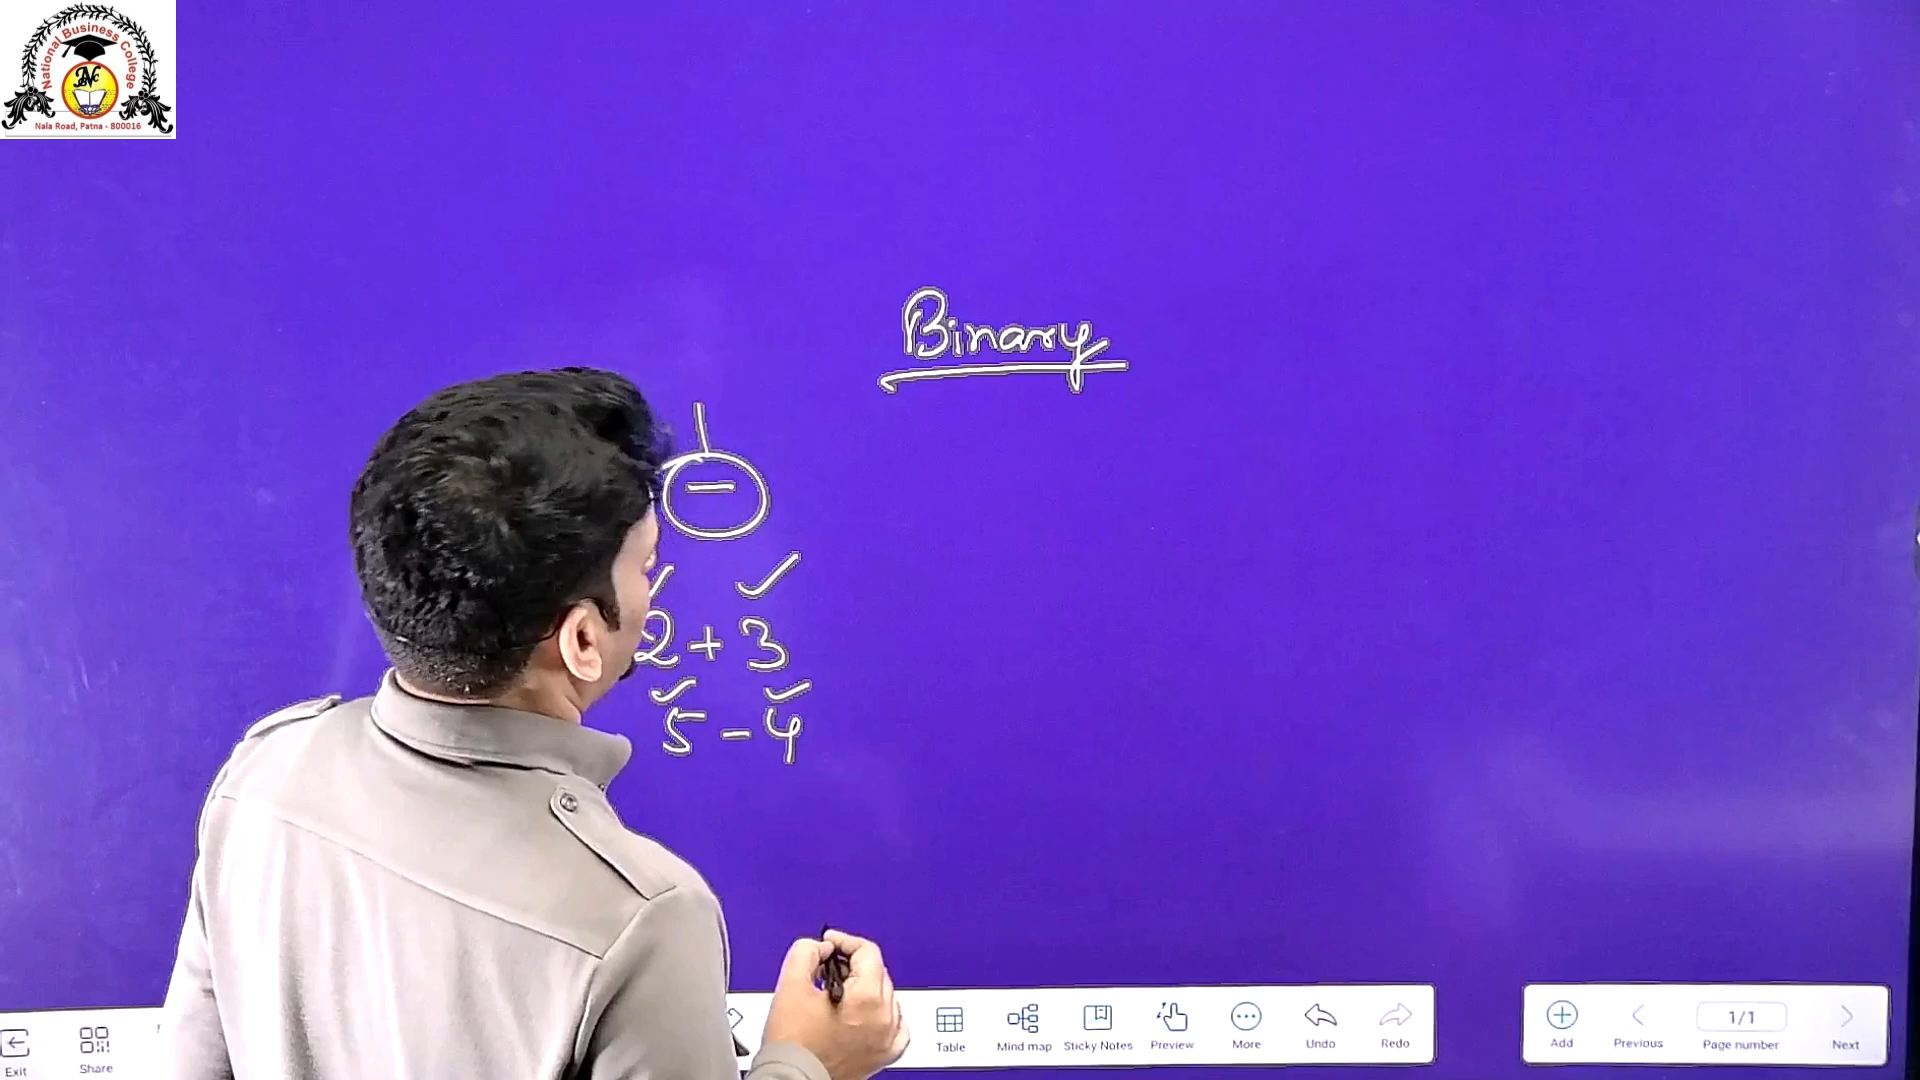 National Business College
NC
Nala Road, Patna - 800016
Binary
–
2 + 3
5 - 4
Exit
Share
Table
Mind map
Sticky Notes
Preview
More
Undo
Redo
Add
Previous
1/1
Page number
Next